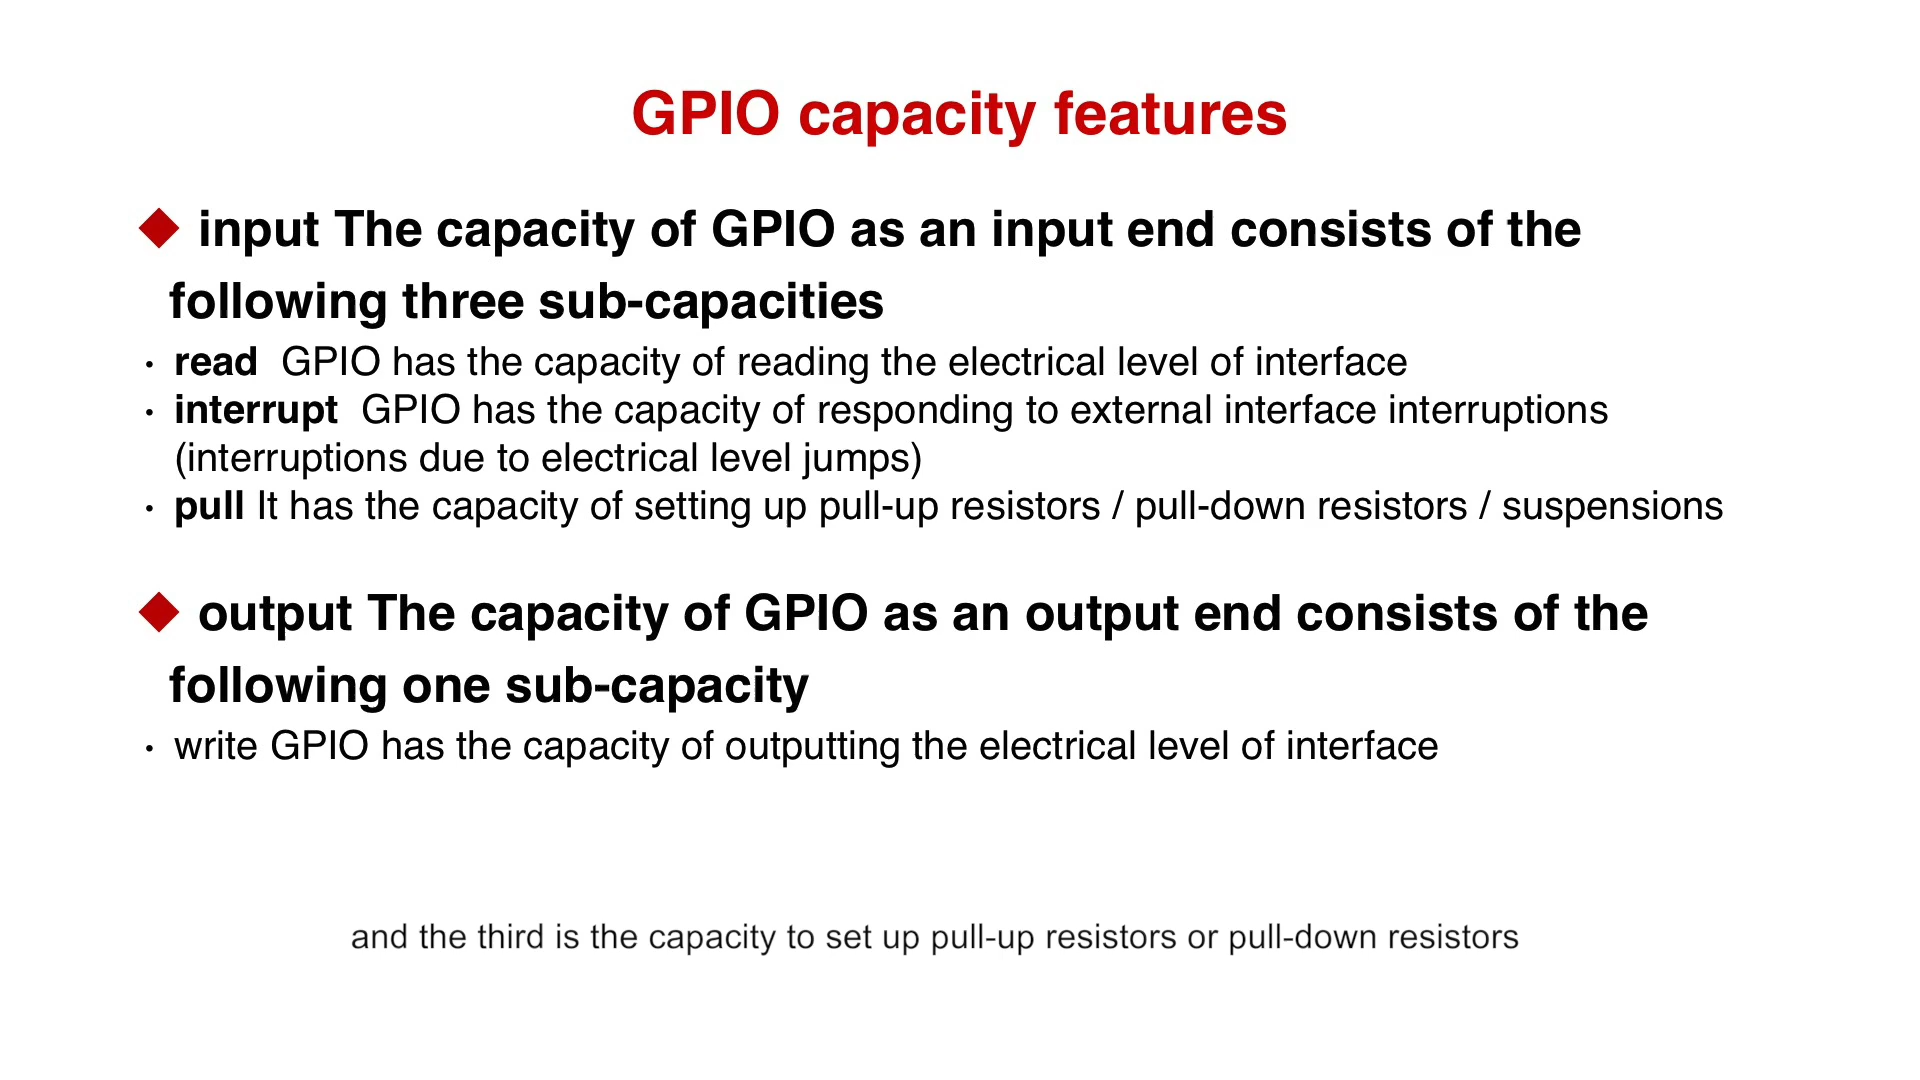 GPIO capacity features
◆ input The capacity of GPIO as an input end consists of the
following three sub-capacities
· read GPIO has the capacity of reading the electrical level of interface
· interrupt GPIO has the capacity of responding to external interface interruptions
(interruptions due to electrical level jumps)
· pull It has the capacity of setting up pull-up resistors / pull-down resistors / suspensions
◆ output The capacity of GPIO as an output end consists of the
following one sub-capacity
· write GPIO has the capacity of outputting the electrical level of interface
and the third is the capacity to set up pull-up resistors or pull-down resistors